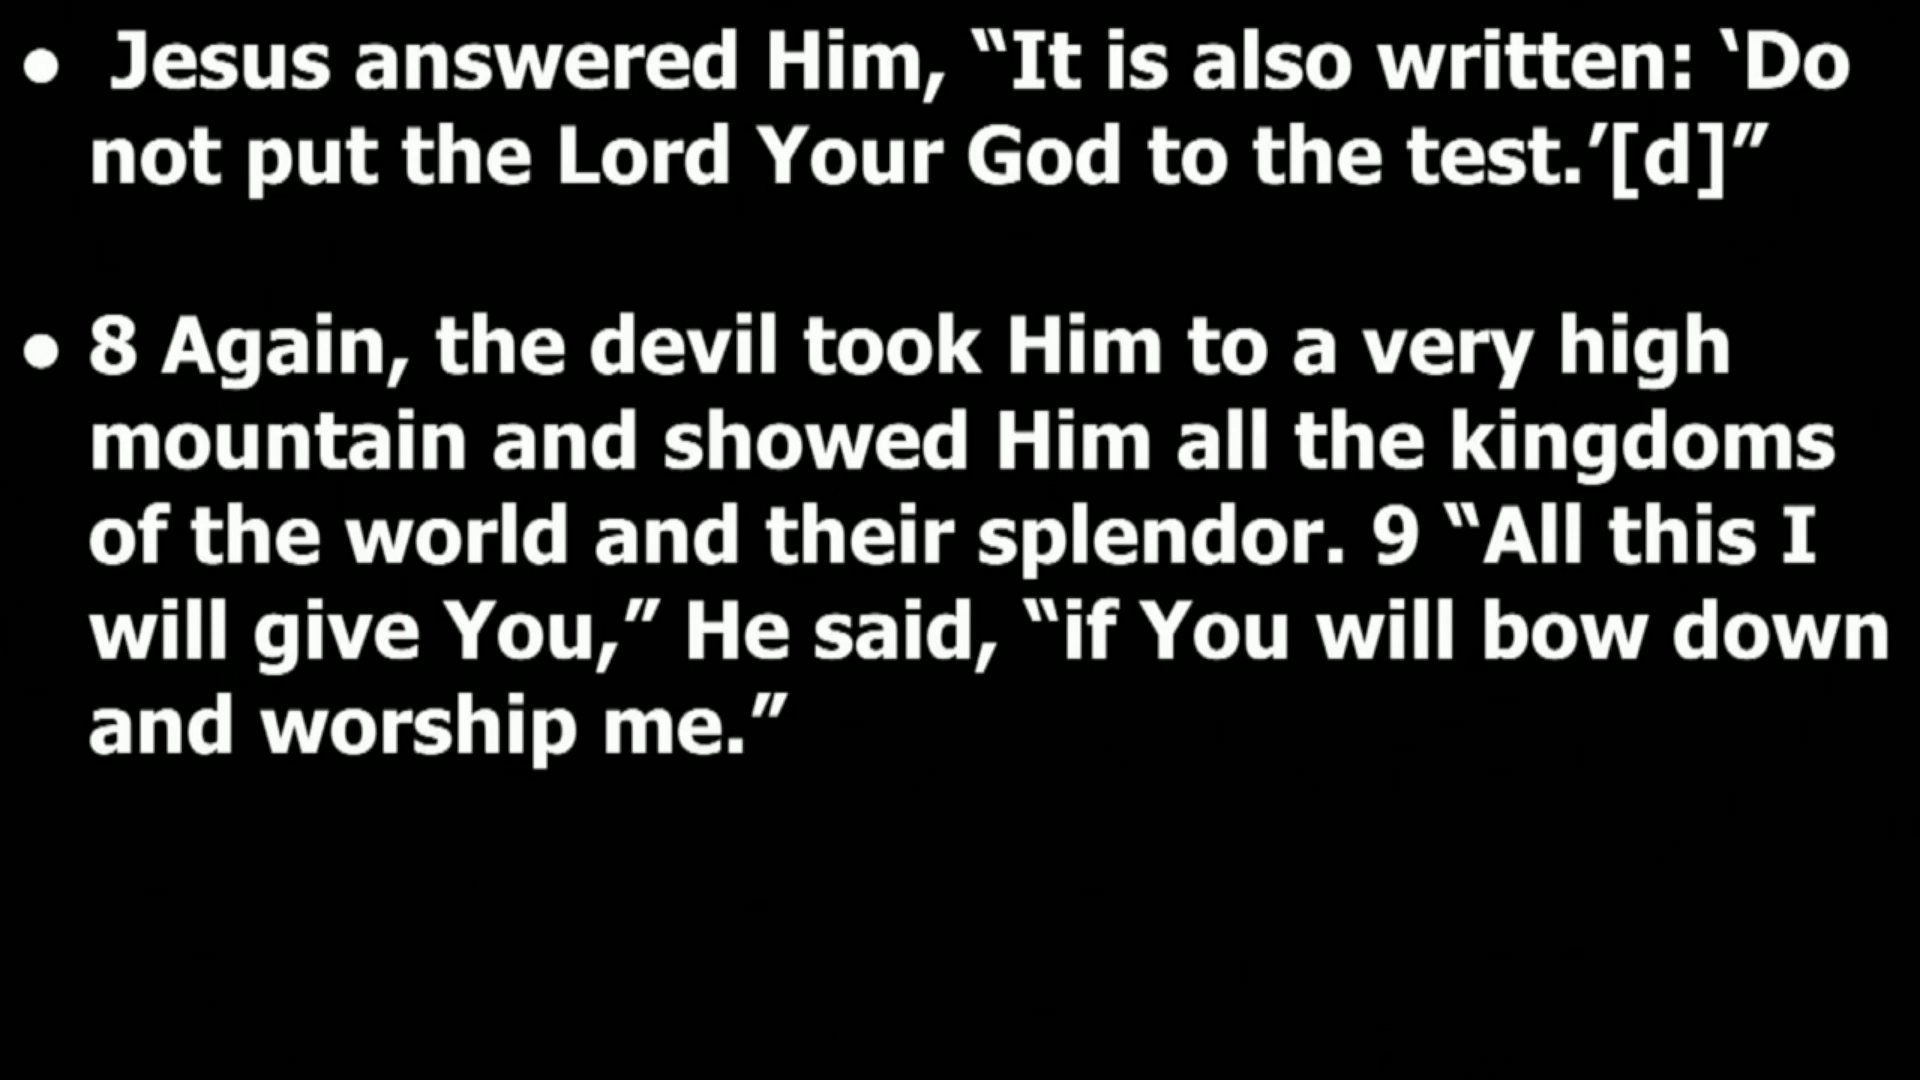 • Jesus answered Him, “It is also written: ‘Do
not put the Lord Your God to the test.’[d]”
• 8 Again, the devil took Him to a very high
mountain and showed Him all the kingdoms
of the world and their splendor. 9 “All this I
will give You,” He said, “if You will bow down
and worship me.”